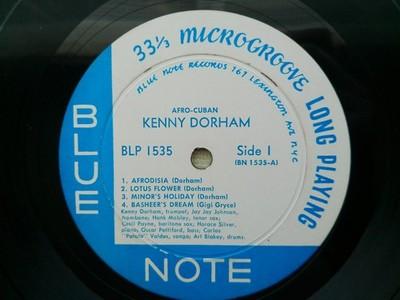 33 1/3 MICROGROOVE LONG PLAYING
BLUE NOTE RECORDS 767 LEXINGTON AVE N.Y.C
AFRO-CUBAN
KENNY DORHAM
BLP 1535
Side 1
(BN 1535-A)
1. AFRODISIA (Dorham)
2. LOTUS FLOWER (Dorham)
3. MINOR'S HOLIDAY (Dorham)
4. BASHEER'S DREAM (Gigi Gryce)
Kenny Dorham, trumpet; Jay Jay Johnson,
trombone; Hank Mobley, tenor sax;
Cecil Payne, baritone sax; Horace Silver,
piano; Oscar Pettiford, bass; Carlos
"Patato" Valdes, conga; Art Blakey, drums.
BLUE
NOTE